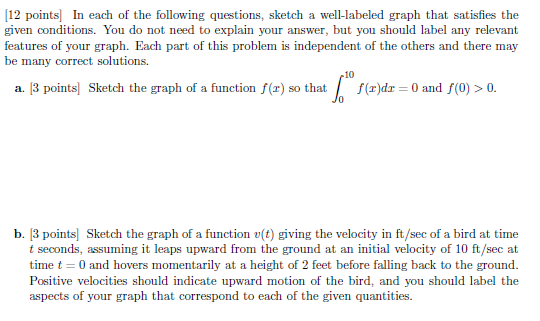 [12 points] In each of the following questions, sketch a well-labeled graph that satisfies the
given conditions. You do not need to explain your answer, but you should label any relevant
features of your graph. Each part of this problem is independent of the others and there may
be many correct solutions.
a. [3 points] Sketch the graph of a function f(x) so that ∫₀¹⁰ f(x)dx = 0 and f(0) > 0.
b. [3 points] Sketch the graph of a function v(t) giving the velocity in ft/sec of a bird at time
t seconds, assuming it leaps upward from the ground at an initial velocity of 10 ft/sec at
time t = 0 and hovers momentarily at a height of 2 feet before falling back to the ground.
Positive velocities should indicate upward motion of the bird, and you should label the
aspects of your graph that correspond to each of the given quantities.